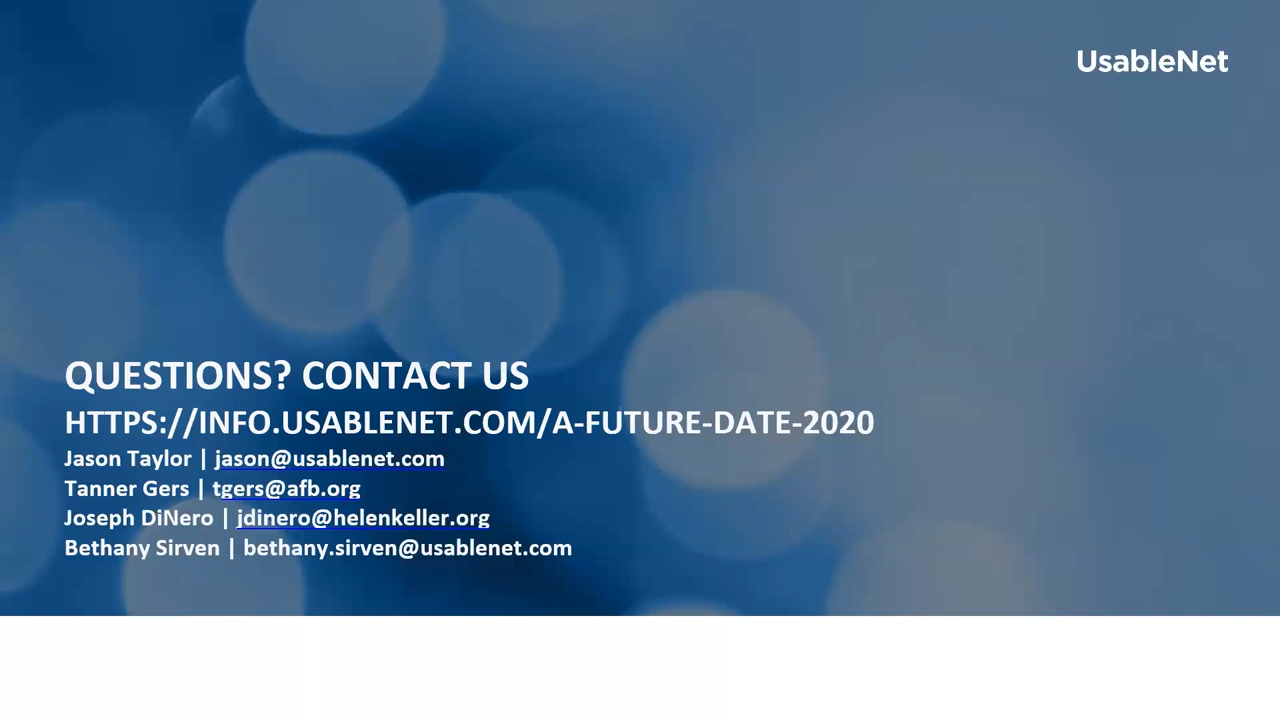 UsableNet
QUESTIONS? CONTACT US
HTTPS://INFO.USABLENET.COM/A-FUTURE-DATE-2020
Jason Taylor | jason@usablenet.com
Tanner Gers | tgers@afb.org
Joseph DiNero | jdinero@helenkeller.org
Bethany Sirven | bethany.sirven@usablenet.com